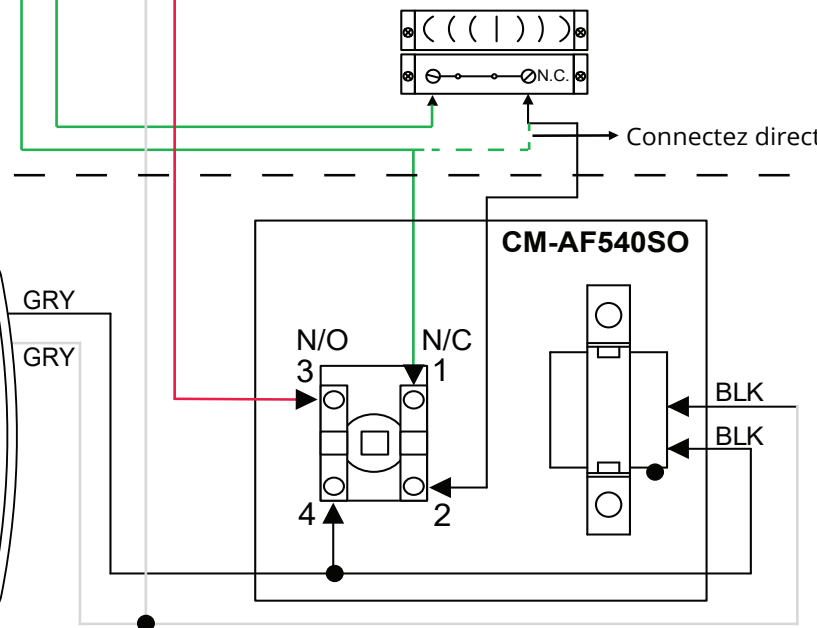 N.C.
Connectez direct
CM-AF540SO
GRY
GRY
N/O
N/C
3
1
BLK
BLK
4
2